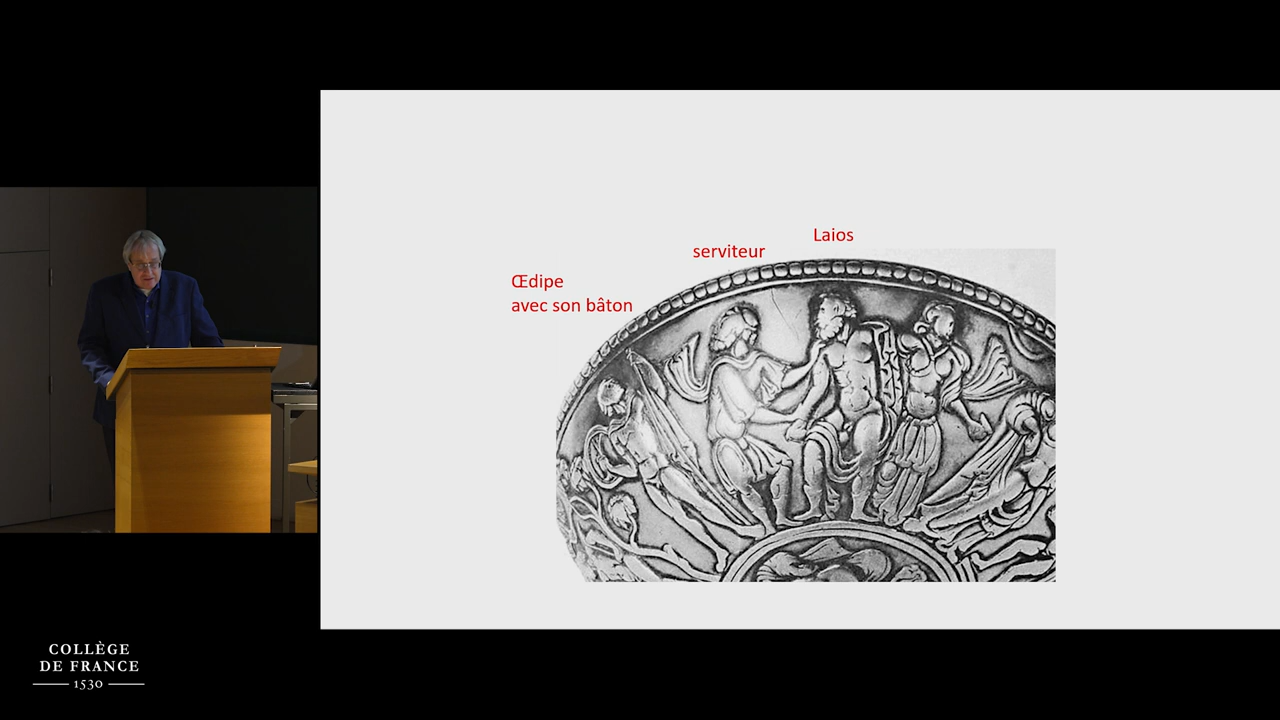 Laios
serviteur
Œdipe
avec son bâton
COLLÈGE
DE FRANCE
1530